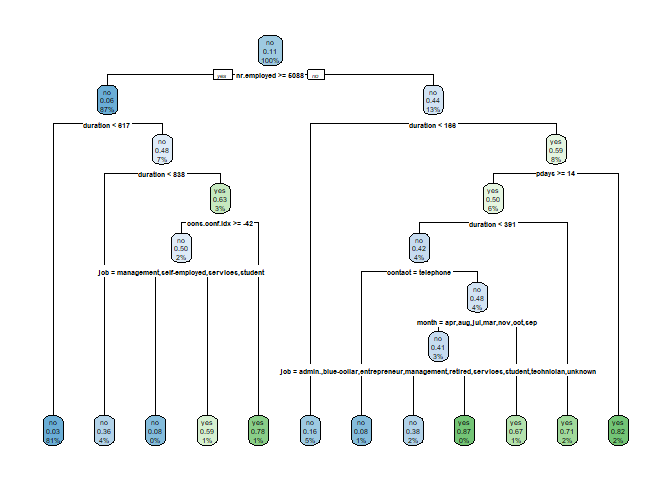 no
0.11
100%
yes nr.employed >= 5088 no
no
0.06
87%
no
0.44
13%
duration < 617
duration < 166
no
0.48
7%
yes
0.59
8%
duration < 838
pdays >= 14
yes
0.63
3%
yes
0.50
6%
cons.conf.idx >= -42
duration < 391
no
0.50
2%
no
0.42
4%
job = management,self-employed,services,student
contact = telephone
no
0.48
4%
month = apr,aug,jul,mar,nov,oct,sep
no
0.41
3%
job = admin.,blue-collar,entrepreneur,management,retired,services,student,technician,unknown
no
0.03
81%
no
0.36
4%
no
0.08
0%
yes
0.59
1%
yes
0.78
1%
no
0.16
5%
no
0.08
1%
no
0.38
2%
yes
0.87
0%
yes
0.67
1%
yes
0.71
2%
yes
0.82
2%